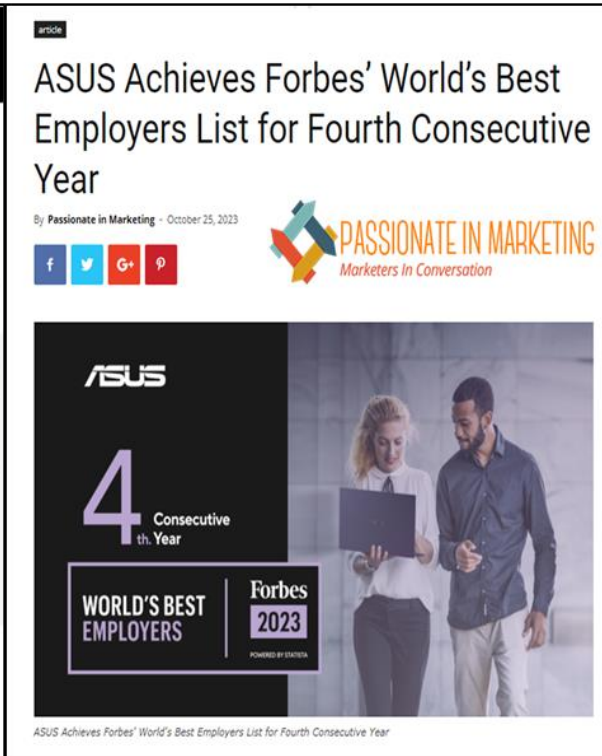 article
ASUS Achieves Forbes' World's Best
Employers List for Fourth Consecutive
Year
By Passionate in Marketing - October 25, 2023
f G+
PASSIONATE IN MARKETING
Marketers In Conversation
ASUS
4th. Consecutive
Year
WORLD'S BEST
EMPLOYERS
Forbes
2023
POWERED BY STATISTA
ASUS Achieves Forbes' World's Best Employers List for Fourth Consecutive Year